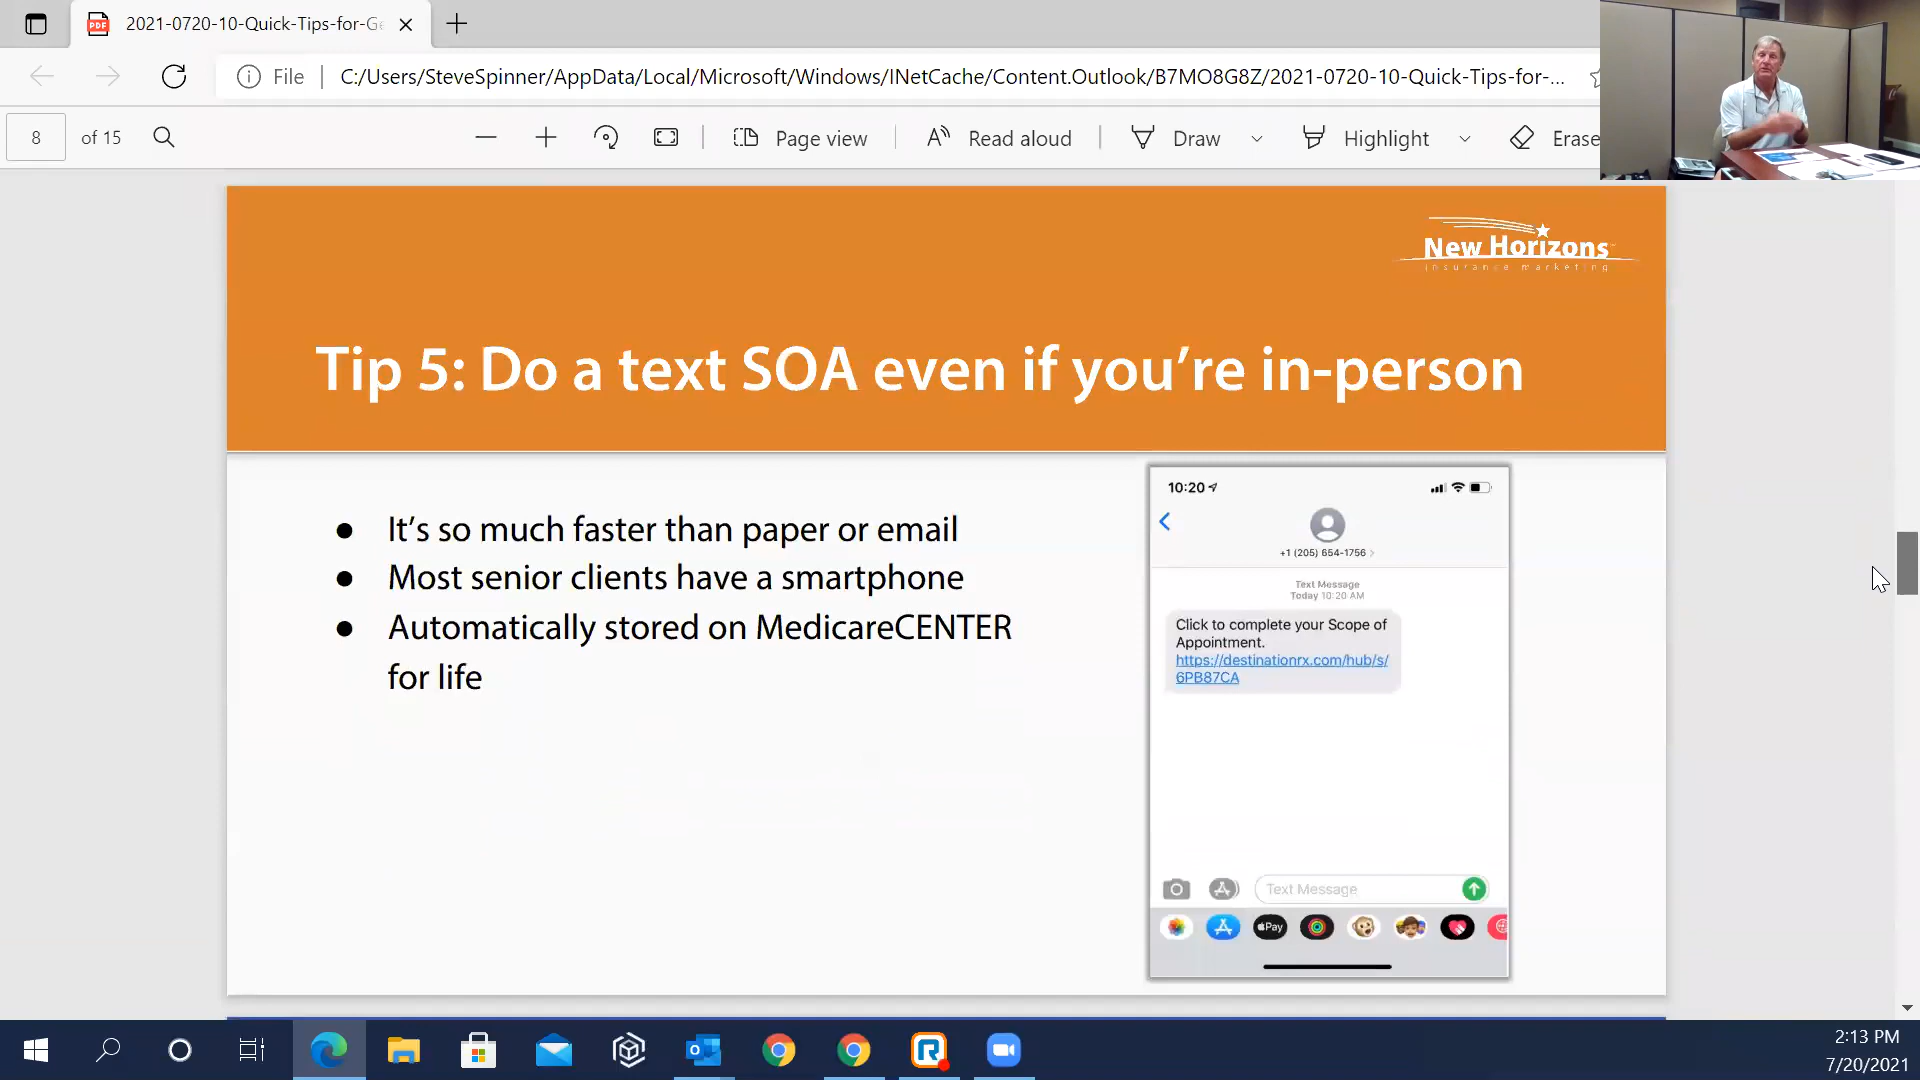 2021-0720-10-Quick-Tips-for-Ge
File
C:/Users/SteveSpinner/AppData/Local/Microsoft/Windows/INetCache/Content.Outlook/B7MO8G8Z/2021-0720-10-Quick-Tips-for-...
8 of 15
Page view
Read aloud
Draw
Highlight
Erase
New Horizons
insurance marketing
Tip 5: Do a text SOA even if you're in-person
● It's so much faster than paper or email
● Most senior clients have a smartphone
● Automatically stored on MedicareCENTER
for life
10:20
+1 (205) 654-1756
Text Message
Today 10:20 AM
Click to complete your Scope of
Appointment.
https://destinationrx.com/hub/s/
6PB87CA
Text Message
Pay
2:13 PM
7/20/2021